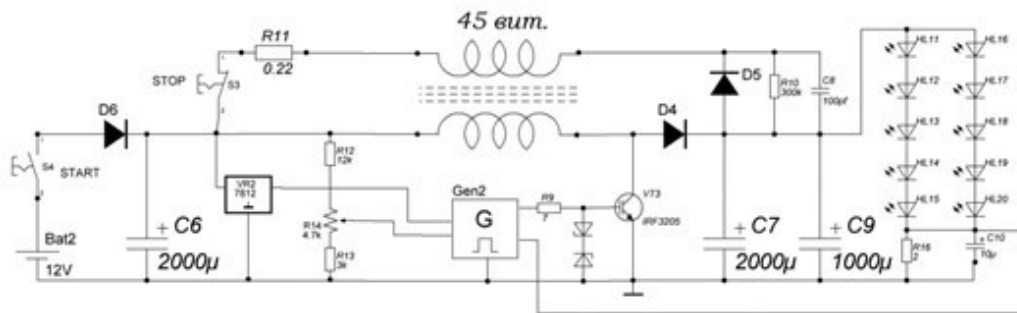 45 вит.
R11
0.22
STOP
S3
D6
D5
R10
300k
C8
100pf
D4
HL11
HL16
HL12
HL17
HL13
HL18
HL14
HL19
HL15
HL20
S4
START
R12
12k
VR2
7812
Gen2
G
R9
VT3
IRF3205
R14
4.7k
R13
3k
Bat2
12V
+ C6
2000µ
+ C7
2000µ
+ C9
1000µ
R16
2
+ C10
10µ